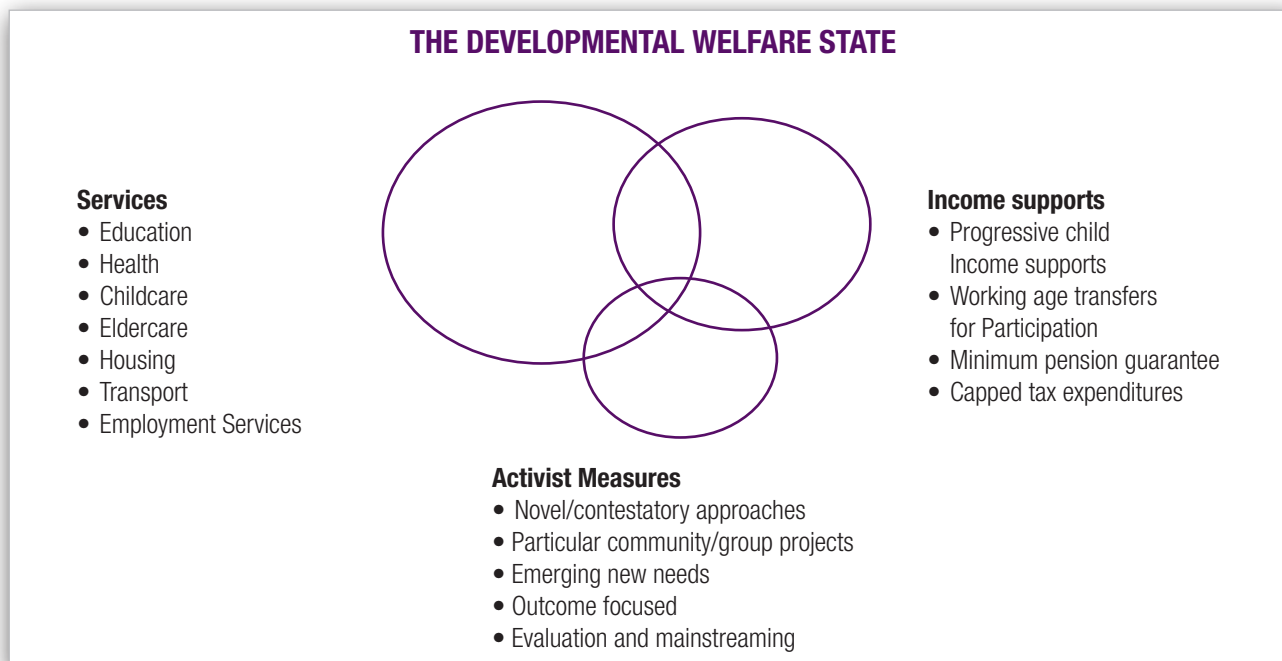 THE DEVELOPMENTAL WELFARE STATE
Services
• Education
• Health
• Childcare
• Eldercare
• Housing
• Transport
• Employment Services
Income supports
• Progressive child
Income supports
• Working age transfers
for Participation
• Minimum pension guarantee
• Capped tax expenditures
Activist Measures
• Novel/contestatory approaches
• Particular community/group projects
• Emerging new needs
• Outcome focused
• Evaluation and mainstreaming